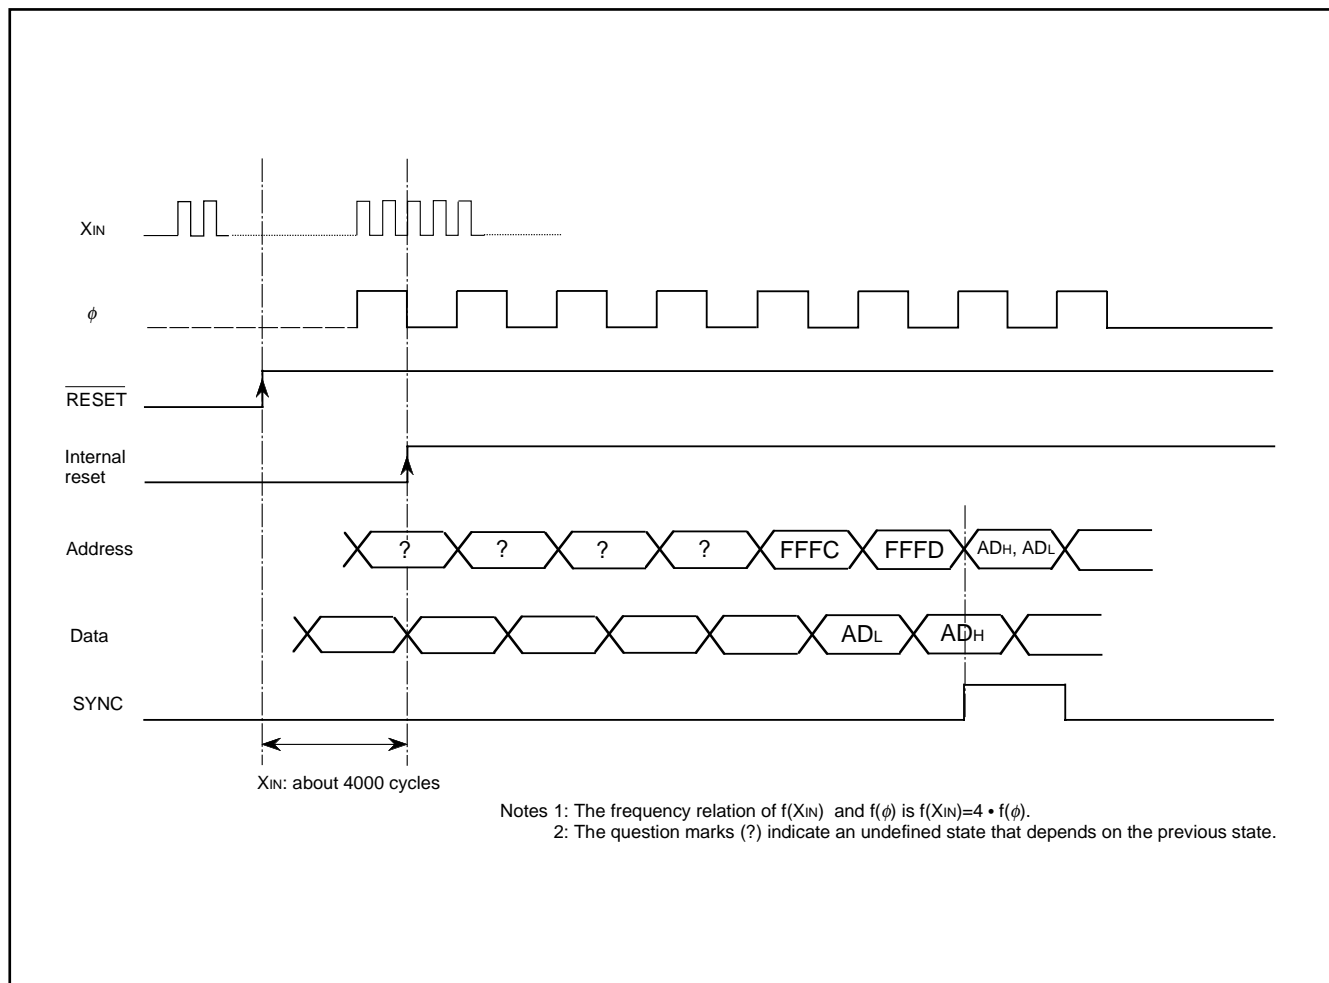 XIN
ϕ
RESET
Internal
reset
Address
? ? ? ? FFFC FFFD ADH, ADL
Data
ADL ADH
SYNC
XIN: about 4000 cycles
Notes 1: The frequency relation of f(XIN) and f(ϕ) is f(XIN)=4 • f(ϕ).
2: The question marks (?) indicate an undefined state that depends on the previous state.